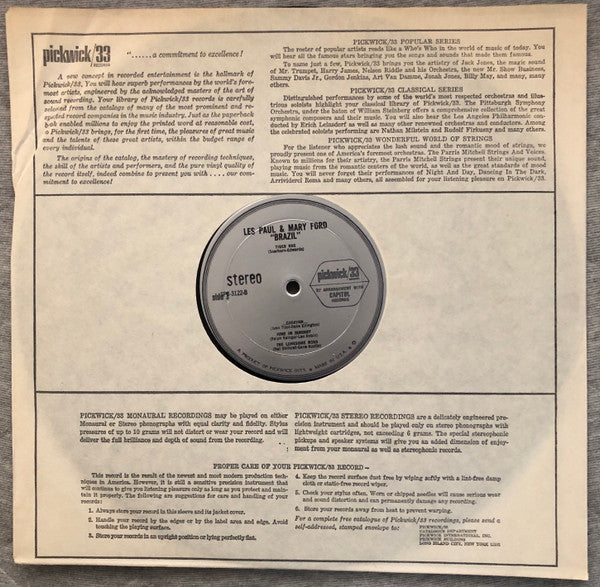 pickwick/33
RECORDS
"......a commitment to excellence!
A new concept in recorded entertainment is the hallmark of
Pickwick/33. You will hear superb performances by the world's fore-
most artists, engineered by the acknowledged masters of the art of
sound recording. Your library of Pickwick/33 records is carefully
selected from the catalogs of many of the most prominent and re-
spected record companies in the music industry. Just as the paperback
book enabled millions to enjoy the printed word at reasonable cost,
so Pickwick/33 brings, for the first time, the pleasures of great music
and the talents of these great artists, within the budget range of
every individual.
The origins of the catalog, the mastery of recording techniques,
the skill of the artists and performers, and the pure vinyl quality of
the record itself, indeed combine to present you with .... our com-
mitment to excellence!
PICKWICK/33 POPULAR SERIES
The roster of popular artists reads like a Who's Who in the world of music today. You
will hear all the famous stars bringing you the songs and sounds that made them famous.
To name just a few, Pickwick/33 brings you the artistry of Jack Jones, the magic sound
of Mr. Trumpet, Harry James, Nelson Riddle and his Orchestra, the new Mr. Show Business,
Sammy Davis Jr., Gordon Jenkins, Art Van Damme, Jonah Jones, Billy May, and many, many
others.
PICKWICK/33 CLASSICAL SERIES
Distinguished performances by some of the world's most respected orchestras and illus-
trious soloists highlight your classical library of Pickwick/33. The Pittsburgh Symphony
Orchestra, under the baton of William Steinberg offers a comprehensive collection of the great
symphonic composers and their music. You will also hear the Los Angeles Philharmonic con-
ducted by Erich Leinsdorf as well as many other renowned orchestras and conductors. Among
the celebrated soloists performing are Nathan Milstein and Rudolf Firkusny and many others.
PICKWICK/33 WONDERFUL WORLD OF STRINGS
For the listener who appreciates the lush sound and the romantic mood of strings, we
proudly present one of America's foremost orchestras. The Parris Mitchell Strings And Voices.
Known to millions for their artistry, the Parris Mitchell Strings present their unique sound,
playing music from the romantic centers of the world, as well as the great standards of mood
music. You will never forget their performances of Night And Day, Dancing In The Dark,
Arrividerci Roma and many others, all assembled for your listening pleasure on Pickwick/33.
LES PAUL & MARY FORD
"BRAZIL"
TIGER RAG
stereo
pickwick/33
BY ARRANGEMENT WITH
CAPITOL
RECORDS
-3122-B
CARAVAN
JUNE IN JANUARY
THE LONESOME ROAD
A PRODUCT OF PICKWICK INT'L • MADE IN U.S.A.
PICKWICK/33 MONAURAL RECORDINGS may be played on either
Monaural or Stereo phonographs with equal clarity and fidelity. Stylus
pressures of up to 10 grams will not distort or wear your record and will
deliver the full brilliance and depth of sound from the recording.
PICKWICK/33 STEREO RECORDINGS are a delicately engineered pre-
cision instrument and should be played only on stereo phonographs with
lightweight cartridges, not exceeding 6 grams. The special stereophonic
pickups and speaker systems will give you an added dimension of enjoy-
ment from your monaural as well as stereophonic records.
PROPER CARE OF YOUR PICKWICK/33 RECORD—
This record is the result of the newest and most modern production tech-
niques in America. However, it is still a sensitive precision instrument that
will continue to give you listening pleasures only as long as you protect and main-
tain it properly. The following are suggestions for care and handling of your
records:
1. Always store your record in this sleeve and its jacket cover.
2. Handle your record by the edges or by the label area and edge. Avoid
touching the playing surface.
3. Store your records in an upright position or lying perfectly flat.
4. Keep the record surface dust free by wiping softly with a lint-free damp
cloth or static-free record wiper.
5. Check your stylus often. Worn or chipped needles will cause serious wear
and sound distortion and can permanently damage any recording.
6. Store your records away from heat to prevent warping.
For a complete free catalogue of Pickwick/33 records, please send a
self-addressed, stamped envelope to:
PICKWICK/33
CATALOGUE DEPARTMENT
PICKWICK INTERNATIONAL, INC.
PICKWICK BUILDING
LONG ISLAND CITY, NEW YORK 11101